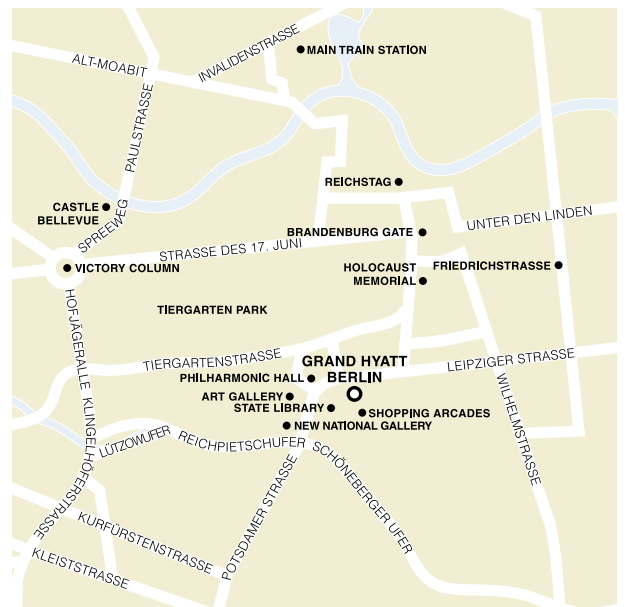 MAIN TRAIN STATION
INVALIDENSTRASSE
ALT-MOABIT
PAULSTRASSE
REICHSTAG
CASTLE
BELLEVUE
SPREEWEG
UNTER DEN LINDEN
BRANDENBURG GATE
STRASSE DES 17. JUNI
VICTORY COLUMN
HOLOCAUST
MEMORIAL
FRIEDRICHSTRASSE
TIERGARTEN PARK
HOFJÄGERALLE
TIERGARTENSTRASSE
GRAND HYATT
BERLIN
LEIPZIGER STRASSE
PHILHARMONIC HALL
ART GALLERY
STATE LIBRARY
SHOPPING ARCADES
NEW NATIONAL GALLERY
WILHELMSTRASSE
KLINGELHÖFERSTRASSE
LÜTZOWUFER
REICHPIETSCHUFER
SCHÖNEBERGER UFER
POTSDAMER STRASSE
KURFÜRSTENSTRASSE
KLEISTSTRASSE